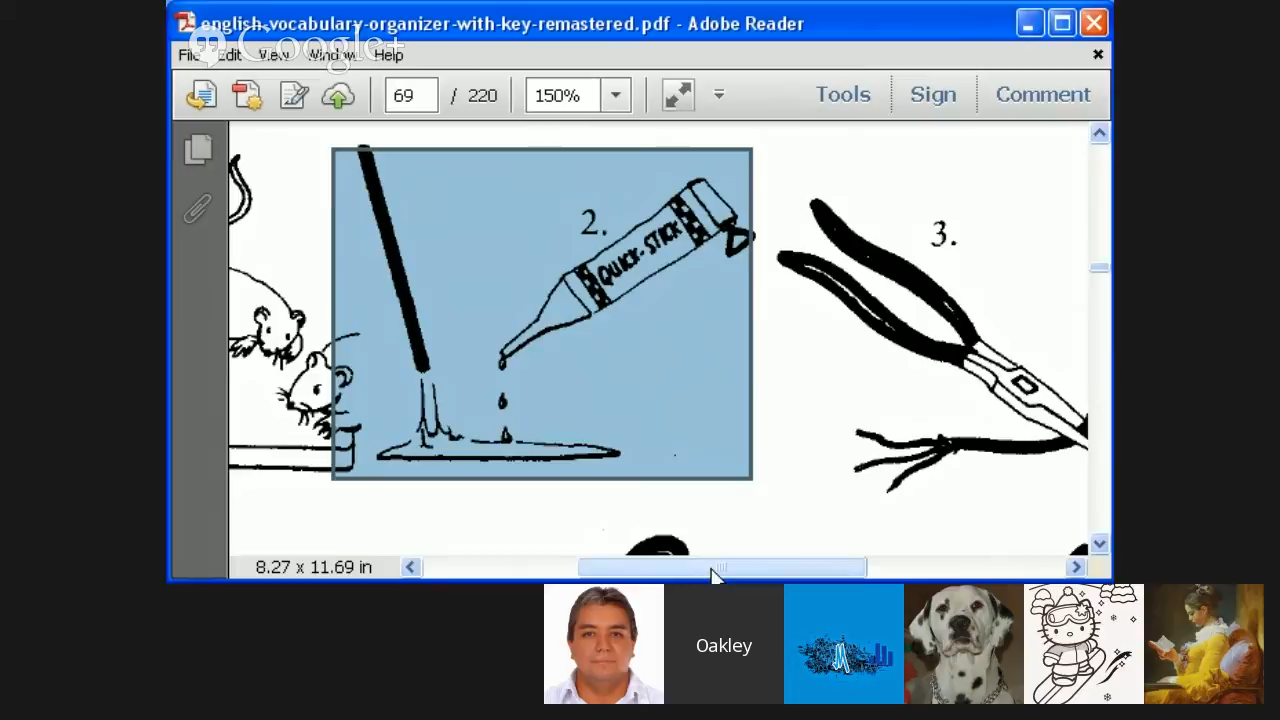 english-vocabulary-organizer-with-key-remastered.pdf - Adobe Reader
Google+
File Edit View Window Help
69 / 220 150% Tools Sign Comment
2.
QUICK-STICK
3.
8.27 x 11.69 in
Oakley